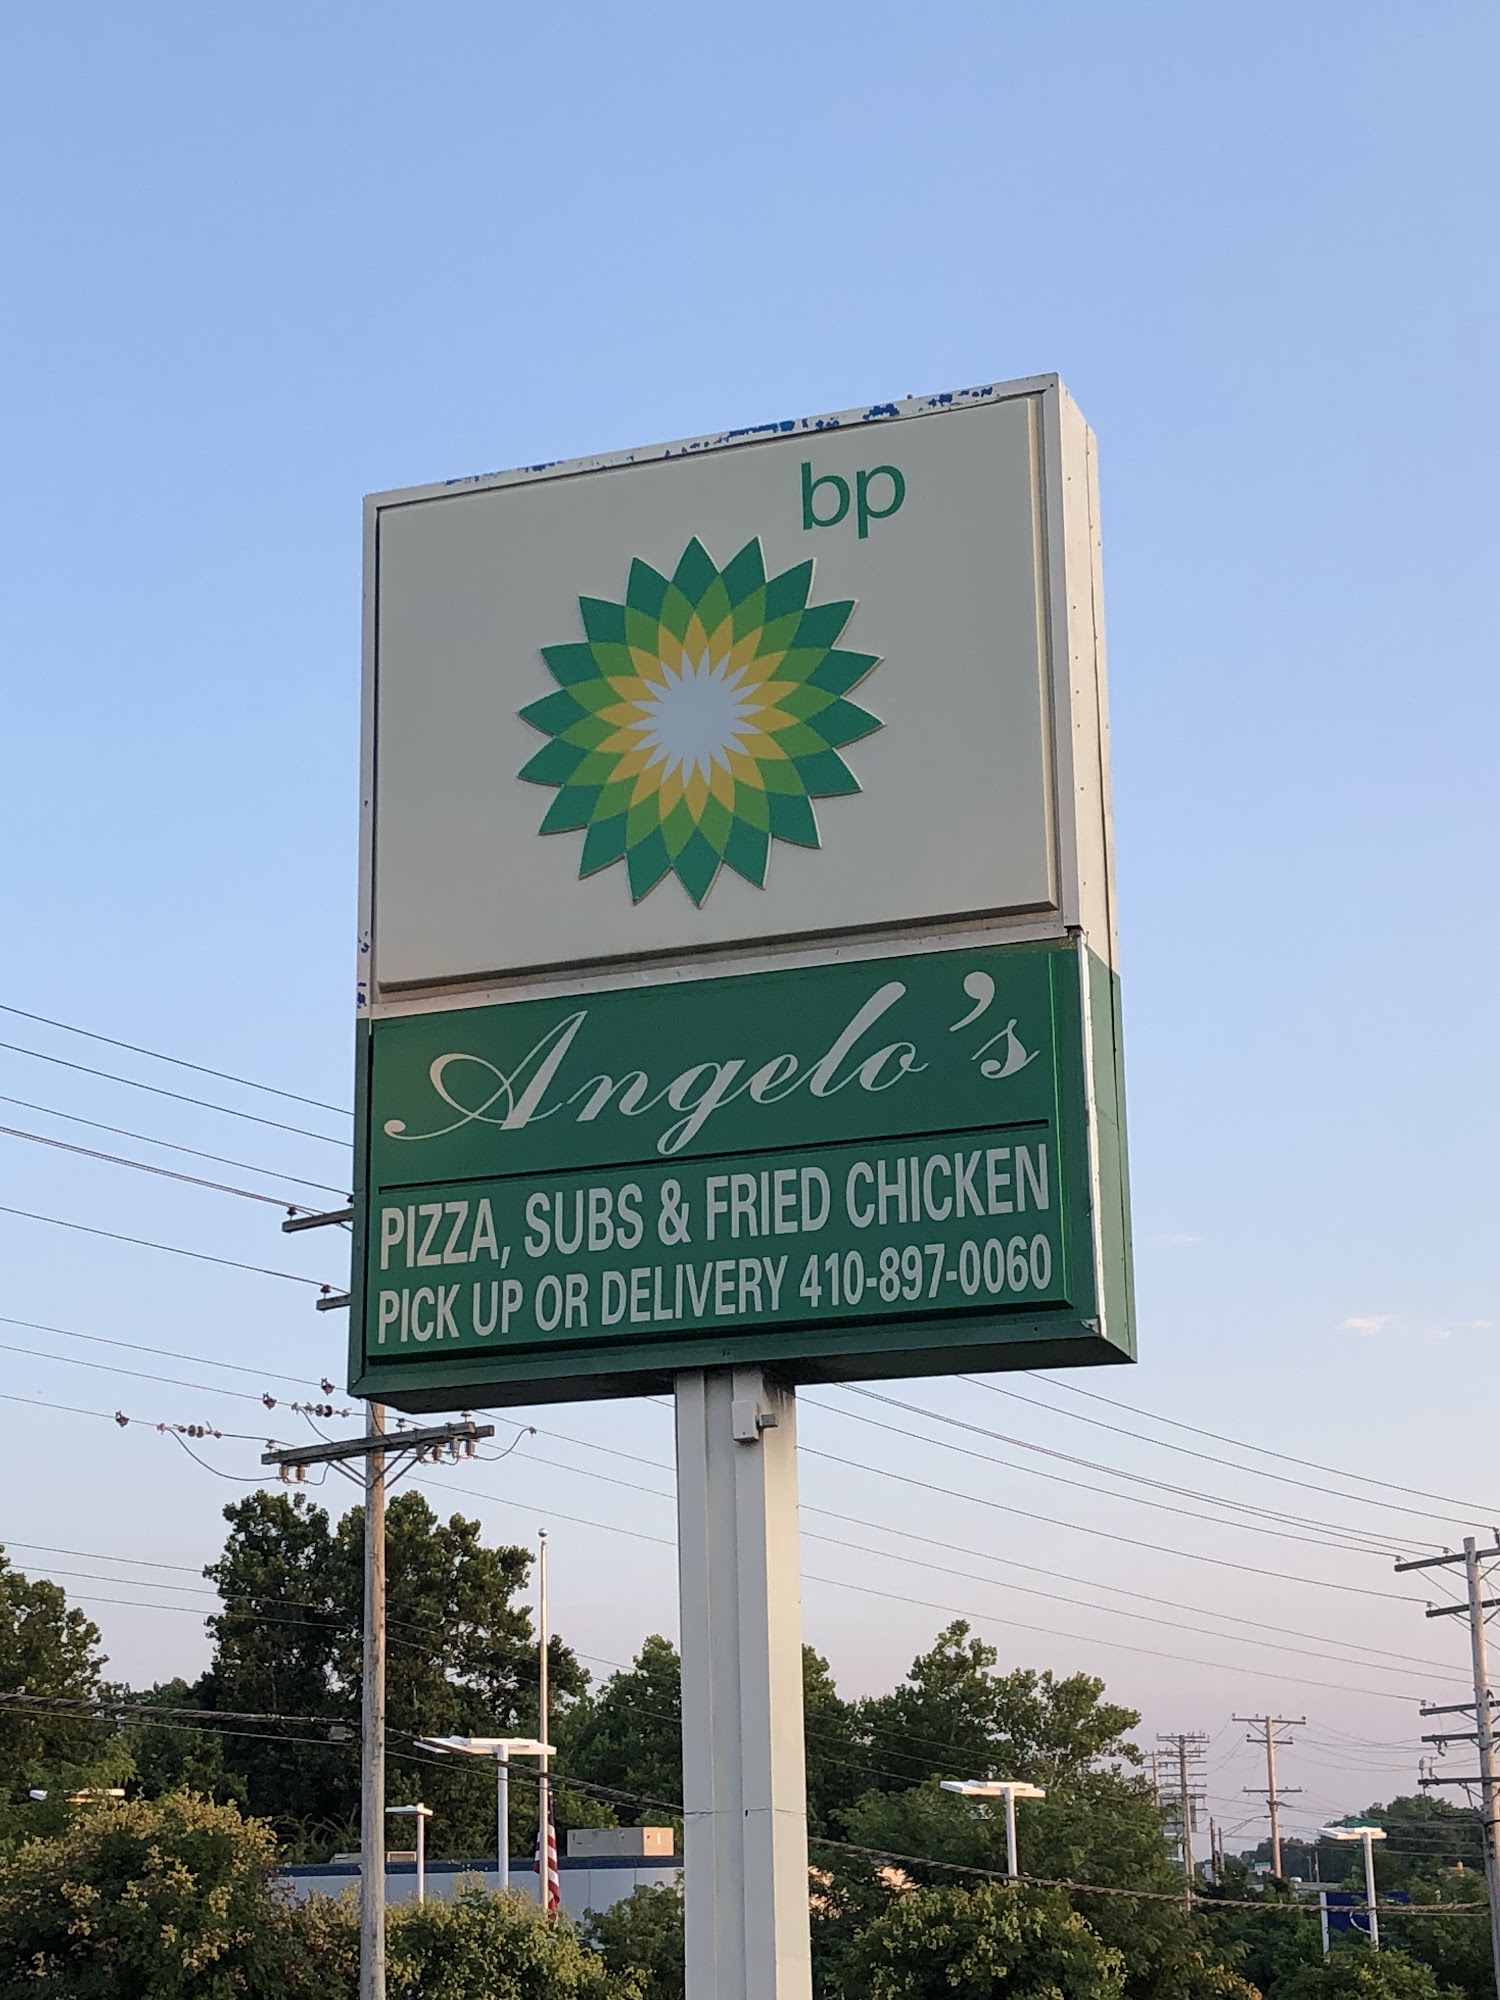 bp
Angelo's
PIZZA, SUBS & FRIED CHICKEN
PICK UP OR DELIVERY 410-897-0060